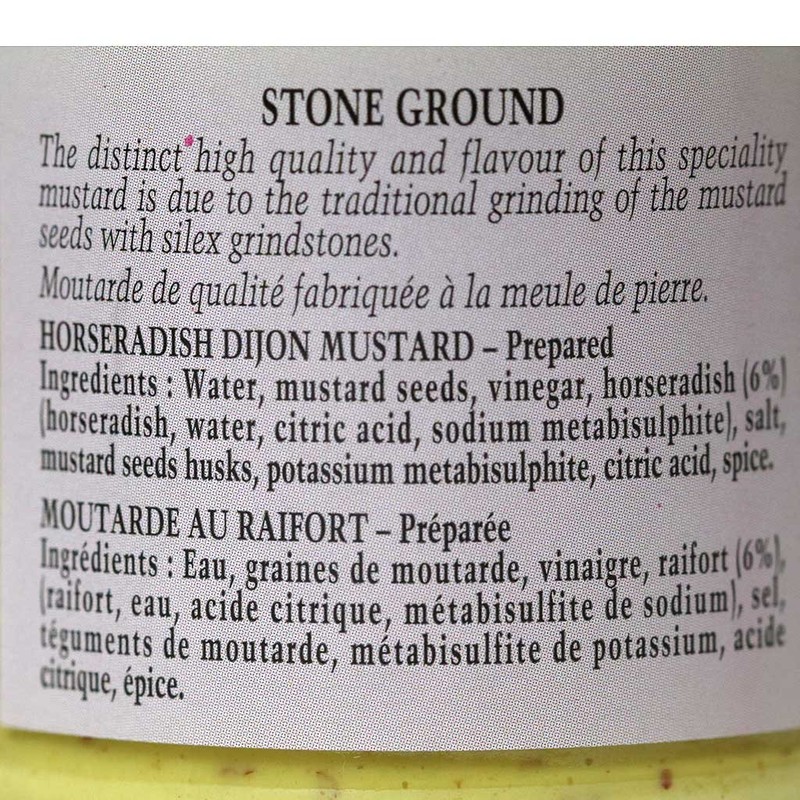 STONE GROUND
The distinct high quality and flavour of this speciality
mustard is due to the traditional grinding of the mustard
seeds with silex grindstones.
Moutarde de qualité fabriquée à la meule de pierre.
HORSERADISH DIJON MUSTARD – Prepared
Ingredients : Water, mustard seeds, vinegar, horseradish (6%)
(horseradish, water, citric acid, sodium metabisulphite), salt,
mustard seeds husks, potassium metabisulphite, citric acid, spice.
MOUTARDE AU RAIFORT – Préparée
Ingrédients : Eau, graines de moutarde, vinaigre, raifort (6%),
(raifort, eau, acide citrique, métabisulfite de sodium), sel,
téguments de moutarde, métabisulfite de potassium, acide
citrique, épice.